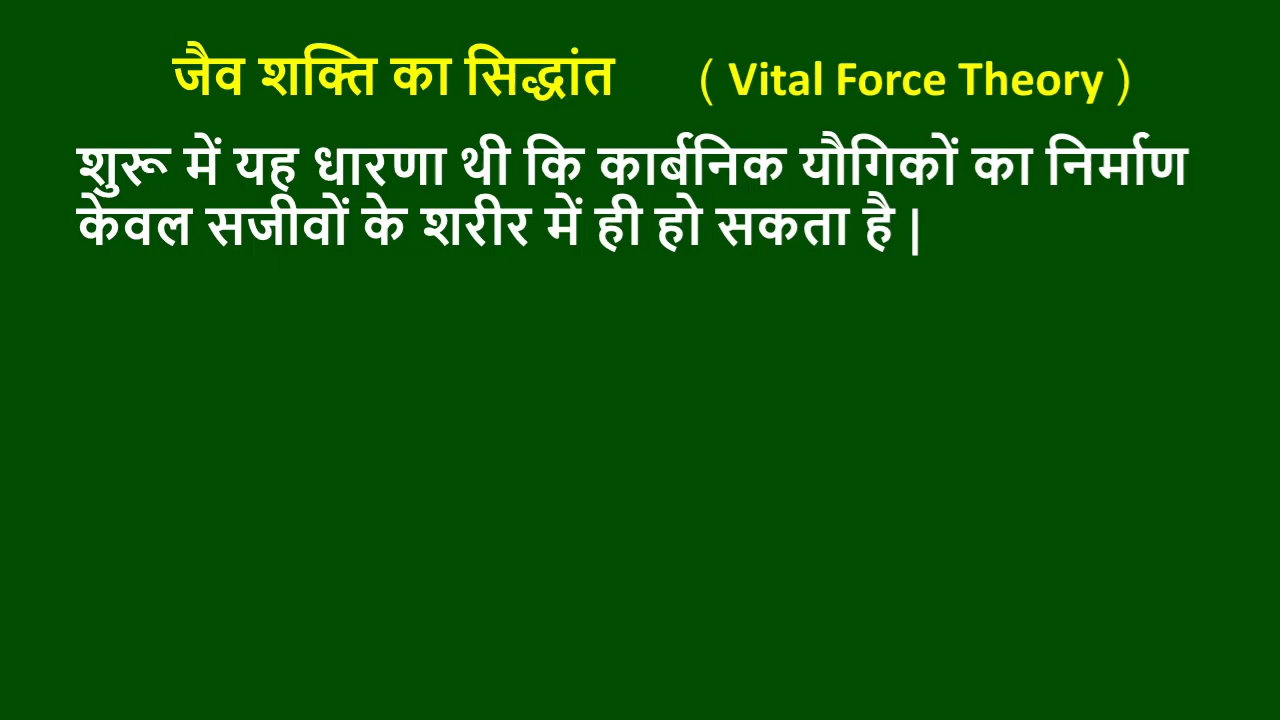 जैव शक्ति का सिद्धांत ( Vital Force Theory )
शुरू में यह धारणा थी कि कार्बनिक यौगिकों का निर्माण
केवल सजीवों के शरीर में ही हो सकता है |